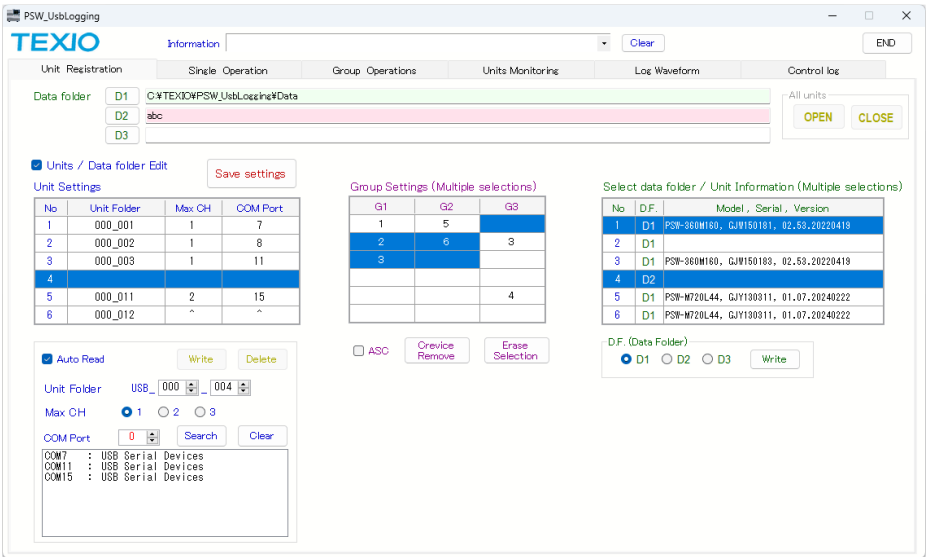 PSW_UsbLogging
TEXIO
Information
Clear
END
Unit Registration
Single Operation
Group Operations
Units Monitoring
Log Waveform
Control log
Data folder
D1
C:¥TEXIO¥PSW_UsbLogging¥Data
D2
abc
D3
All units
OPEN
CLOSE
Units / Data folder Edit
Save settings
Unit Settings
No Unit Folder Max CH COM Port
1 000_001 1 7
2 000_002 1 8
3 000_003 1 11
4
5 000_011 2 15
6 000_012 ^ ^
Group Settings (Multiple selections)
G1 G2 G3
1 5
2 6 3
3
4
ASC
Crevice Remove
Erase Selection
Select data folder / Unit Information (Multiple selections)
No D.F. Model , Serial , Version
1 D1 PSW-360M160, GJW150181, 02.53.20220419
2 D1
3 D1 PSW-360M160, GJW150183, 02.53.20220419
4 D2
5 D1 PSW-M720L44, GJY130311, 01.07.20240222
6 D1 PSW-M720L44, GJY130311, 01.07.20240222
D.F. (Data Folder)
D1 D2 D3 Write
Auto Read
Write
Delete
Unit Folder USB_ 000 _ 004
Max CH 1 2 3
COM Port 0 Search Clear
COM7 : USB Serial Devices
COM11 : USB Serial Devices
COM15 : USB Serial Devices